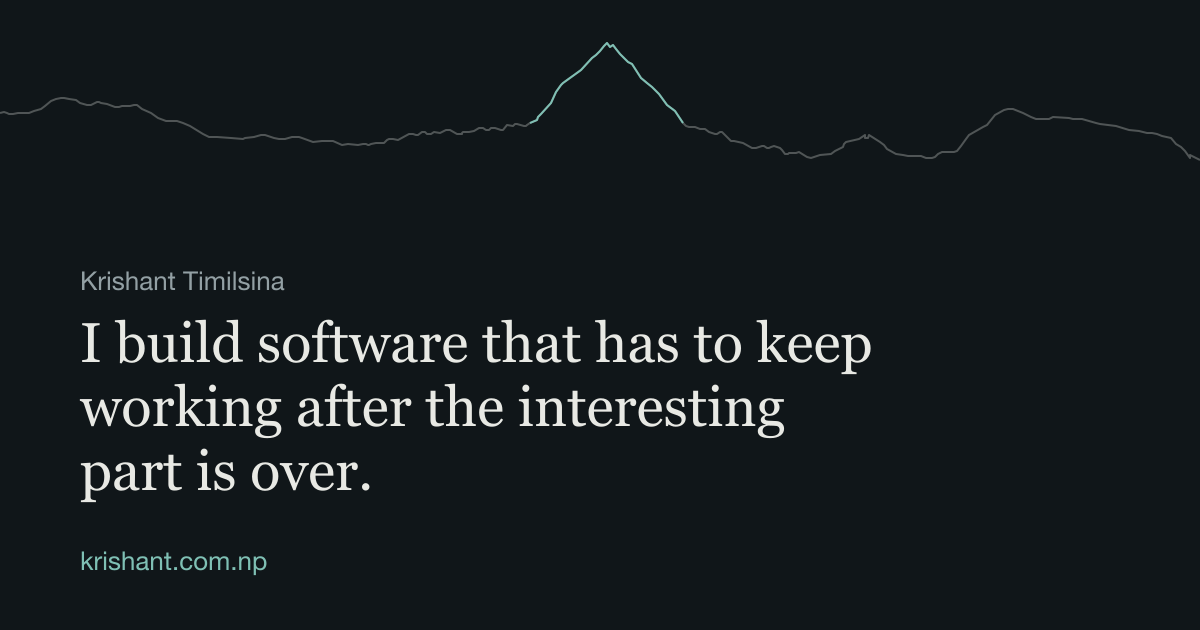 Krishant Timilsina
I build software that has to keep
working after the interesting
part is over.
krishant.com.np